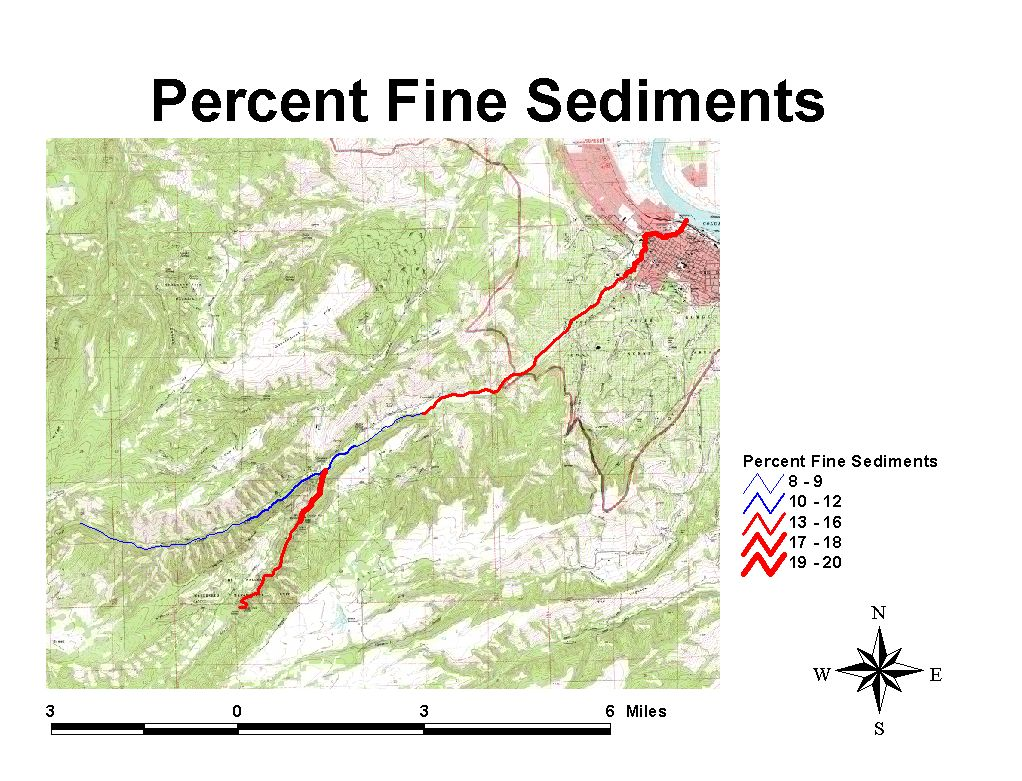 Percent Fine Sediments
Percent Fine Sediments
8 - 9
10 - 12
13 - 16
17 - 18
19 - 20
N
W E
S
3 0 3 6 Miles